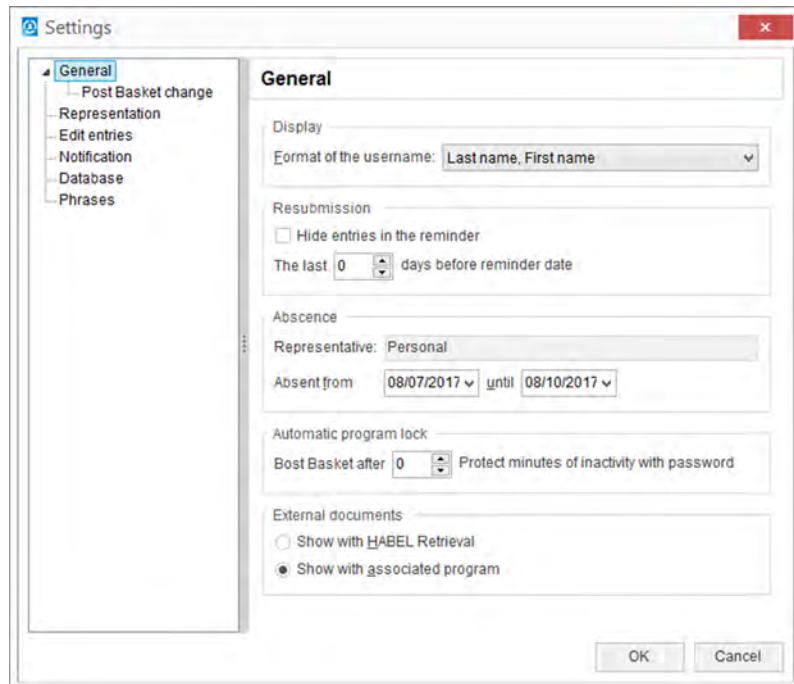 Settings
General
Post Basket change
Representation
Edit entries
Notification
Database
Phrases
General
Display
Format of the username: Last name, First name
Resubmission
Hide entries in the reminder
The last 0 days before reminder date
Abscence
Representative: Personal
Absent from 08/07/2017 until 08/10/2017
Automatic program lock
Bost Basket after 0 Protect minutes of inactivity with password
External documents
Show with HABEL Retrieval
Show with associated program
OK Cancel